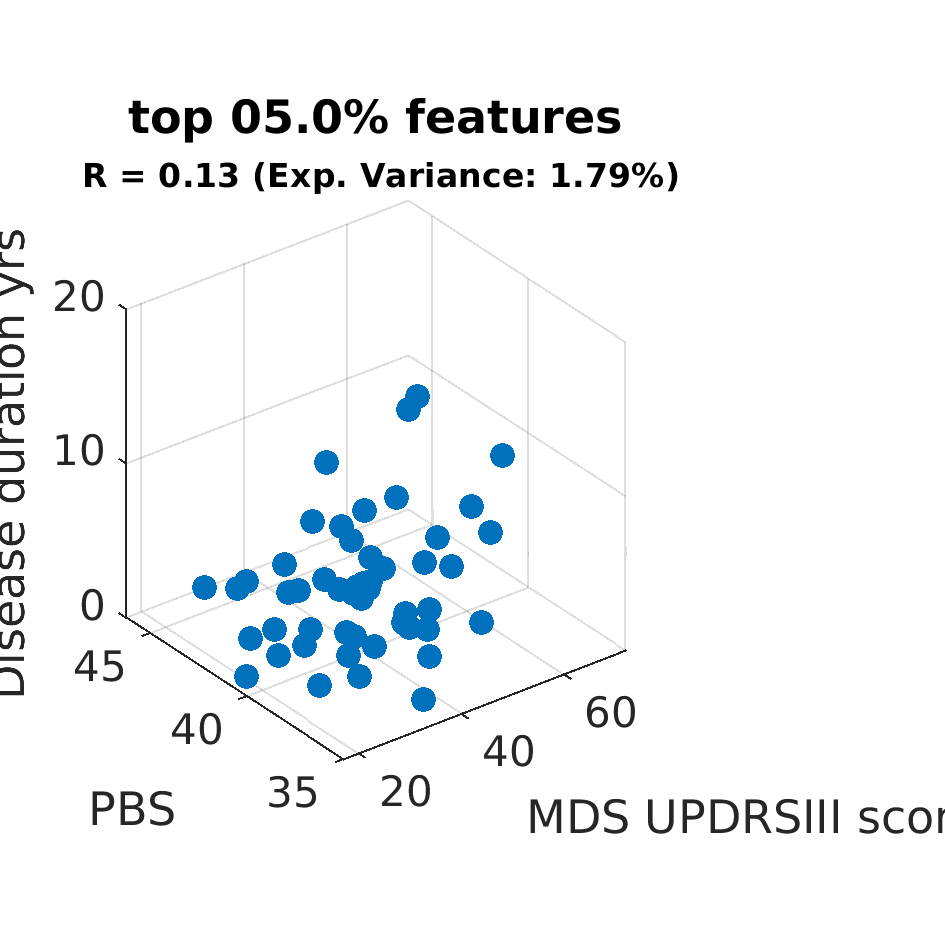 top 05.0% features
R = 0.13 (Exp. Variance: 1.79%)
Disease duration yrs
20
10
0
45
40
35
PBS
20
40
60
MDS UPDRSIII